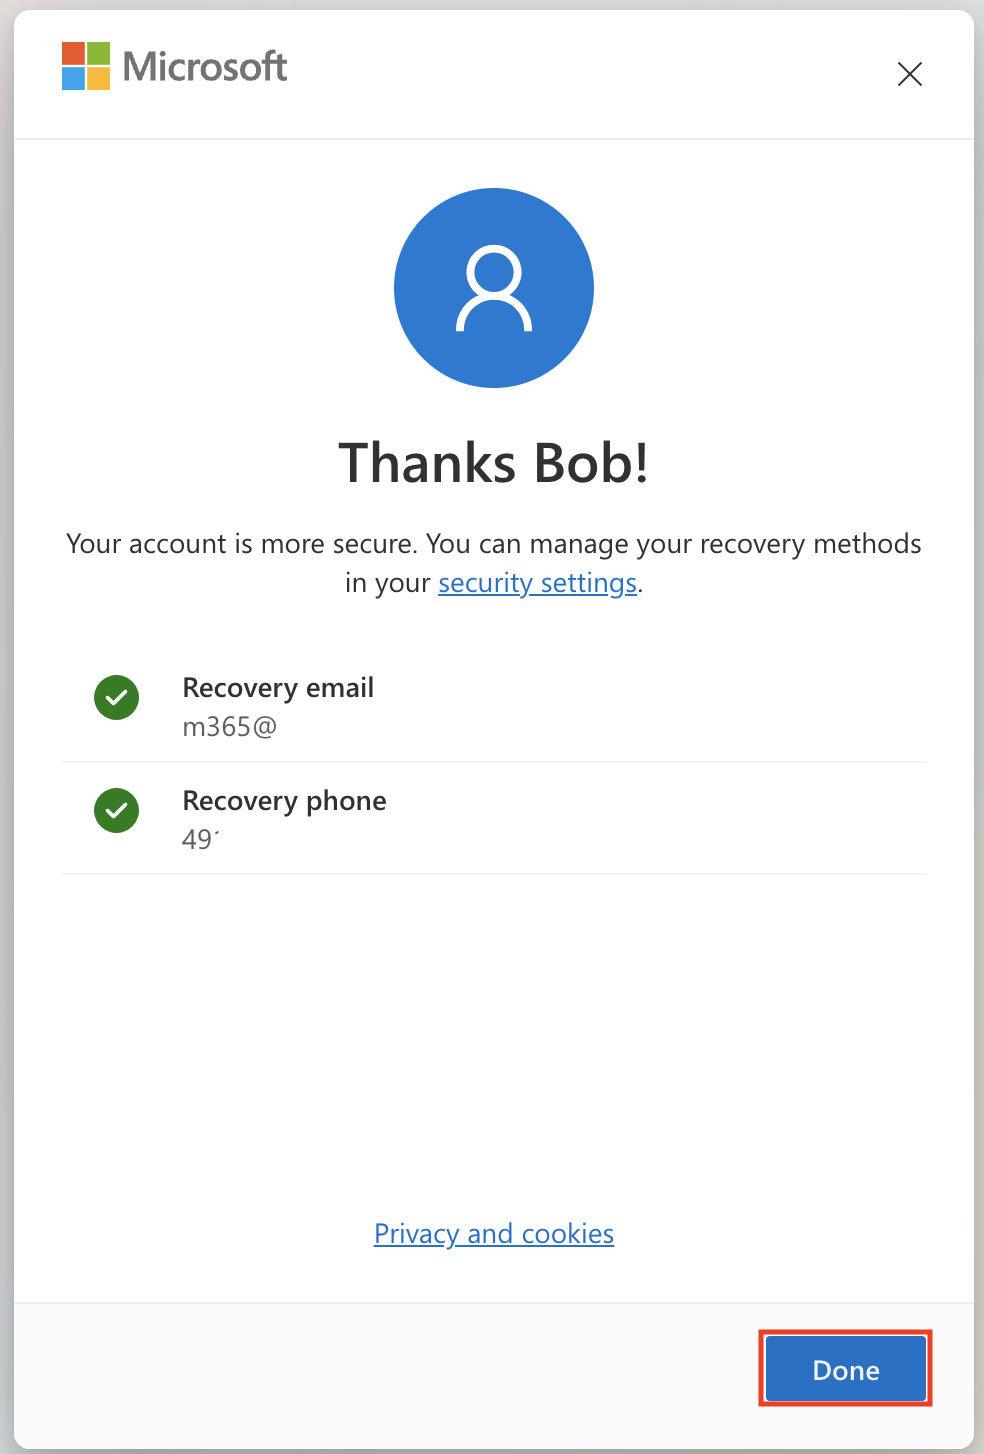 Microsoft
Thanks Bob!
Your account is more secure. You can manage your recovery methods
in your security settings.
Recovery email
m365@
Recovery phone
49
Privacy and cookies
Done